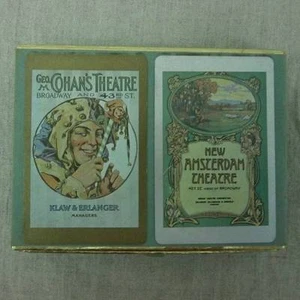 GEO. M. COHAN'S THEATRE
BROADWAY AND 43RD ST.
KLAW & ERLANGER
MANAGERS
NEW
AMSTERDAM
THEATRE